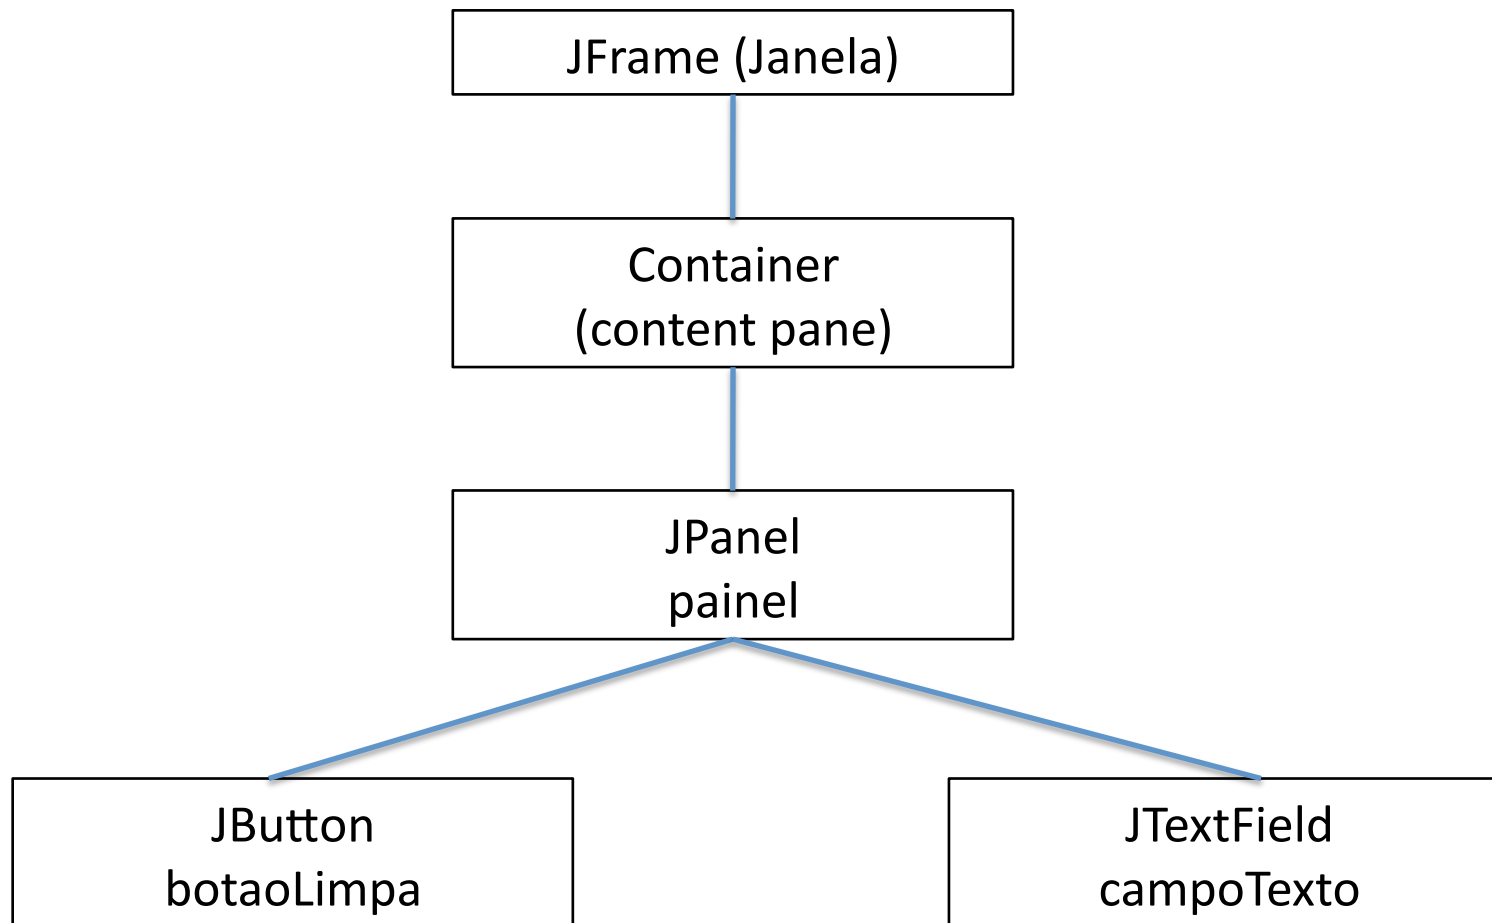 JFrame (Janela)
Container
(content pane)
JPanel
painel
JButton
botaoLimpa
JTextField
campoTexto